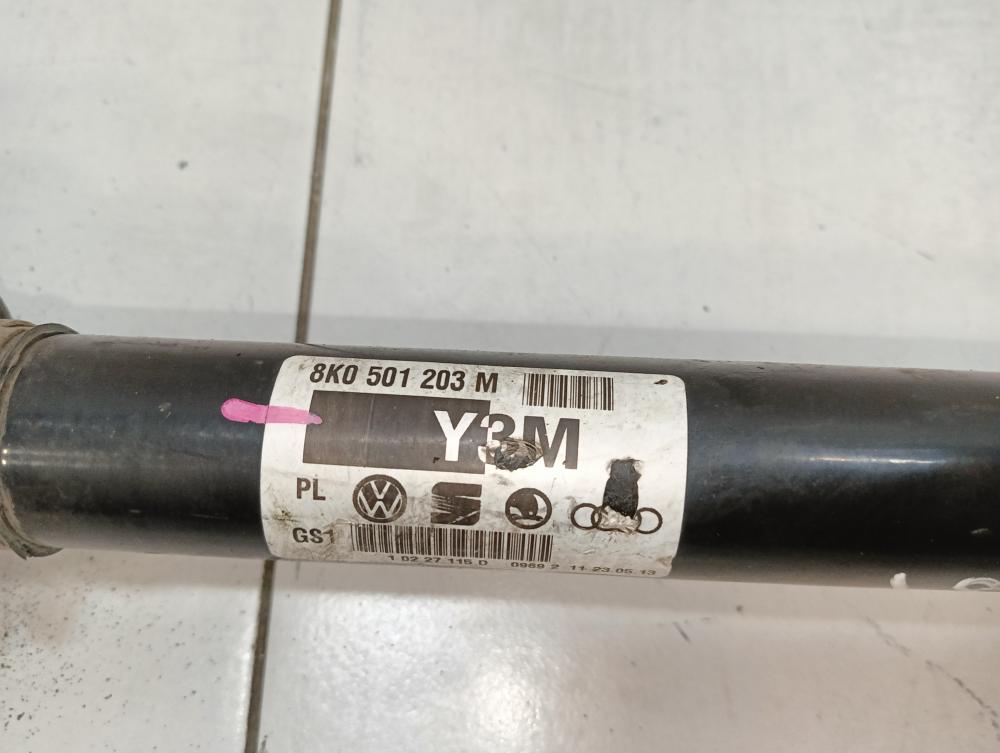 8K0 501 203 M
Y3M
PL
GS1
1 02 27 115 D 0969 2 11-23.05.13